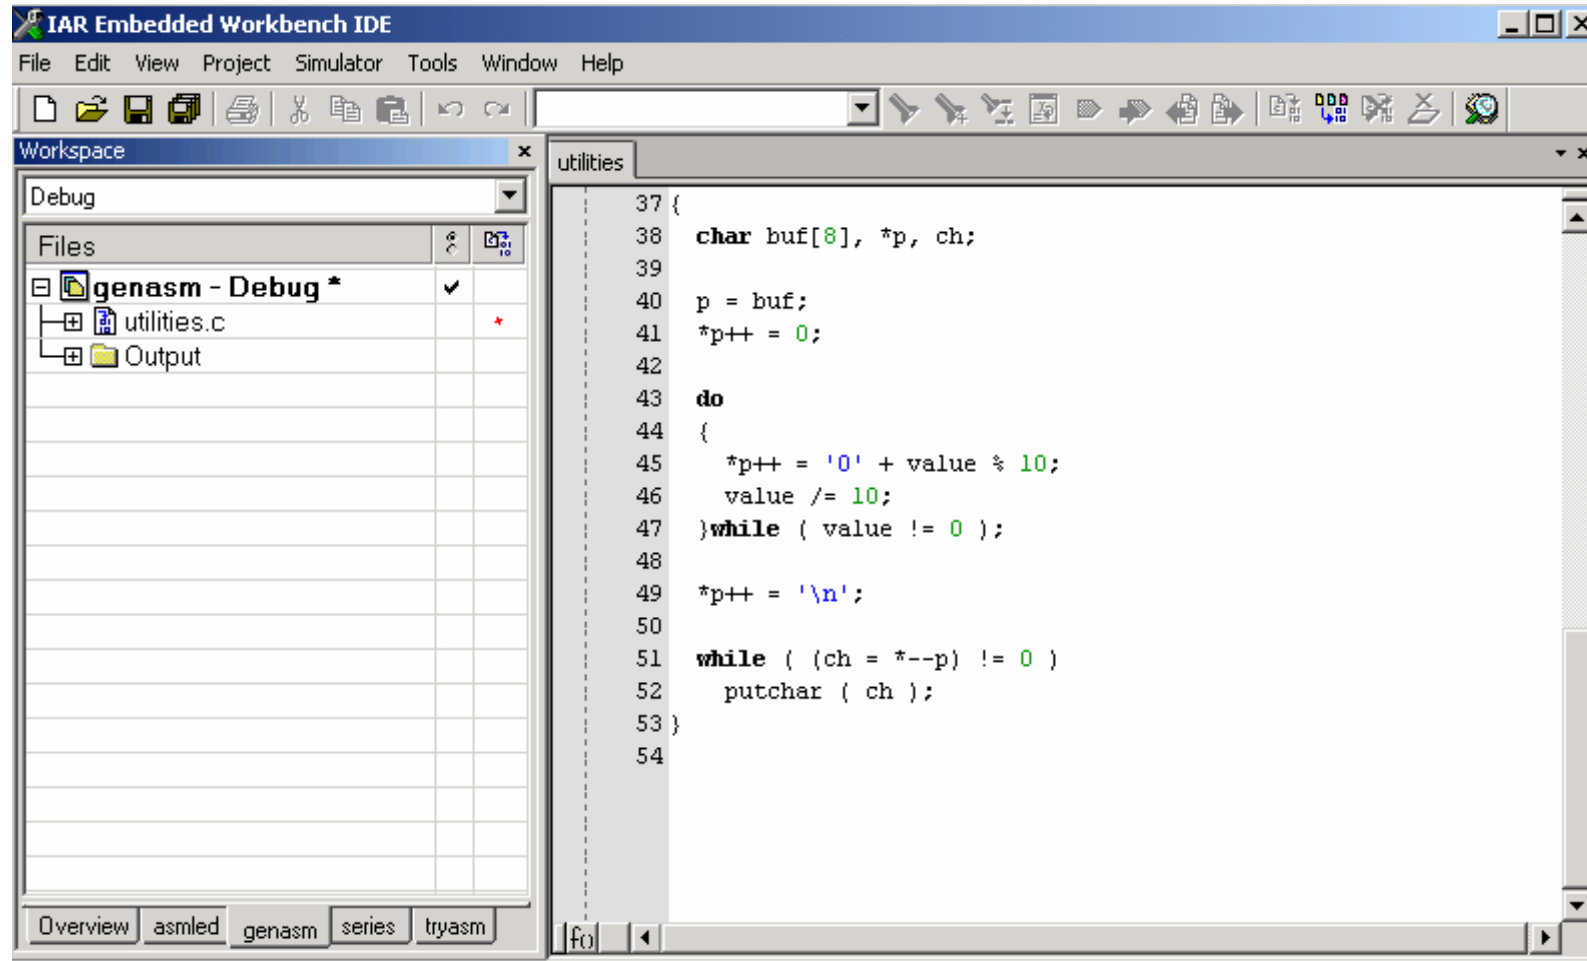 IAR Embedded Workbench IDE
File Edit View Project Simulator Tools Window Help
Workspace
Debug
Files
genasm - Debug *
utilities.c
Output
Overview asmled genasm series tryasm
utilities
37 {
38 char buf[8], *p, ch;
39
40 p = buf;
41 *p++ = 0;
42
43 do
44 {
45 *p++ = '0' + value % 10;
46 value /= 10;
47 }while ( value != 0 );
48
49 *p++ = '\n';
50
51 while ( (ch = *--p) != 0 )
52 putchar ( ch );
53 }
54